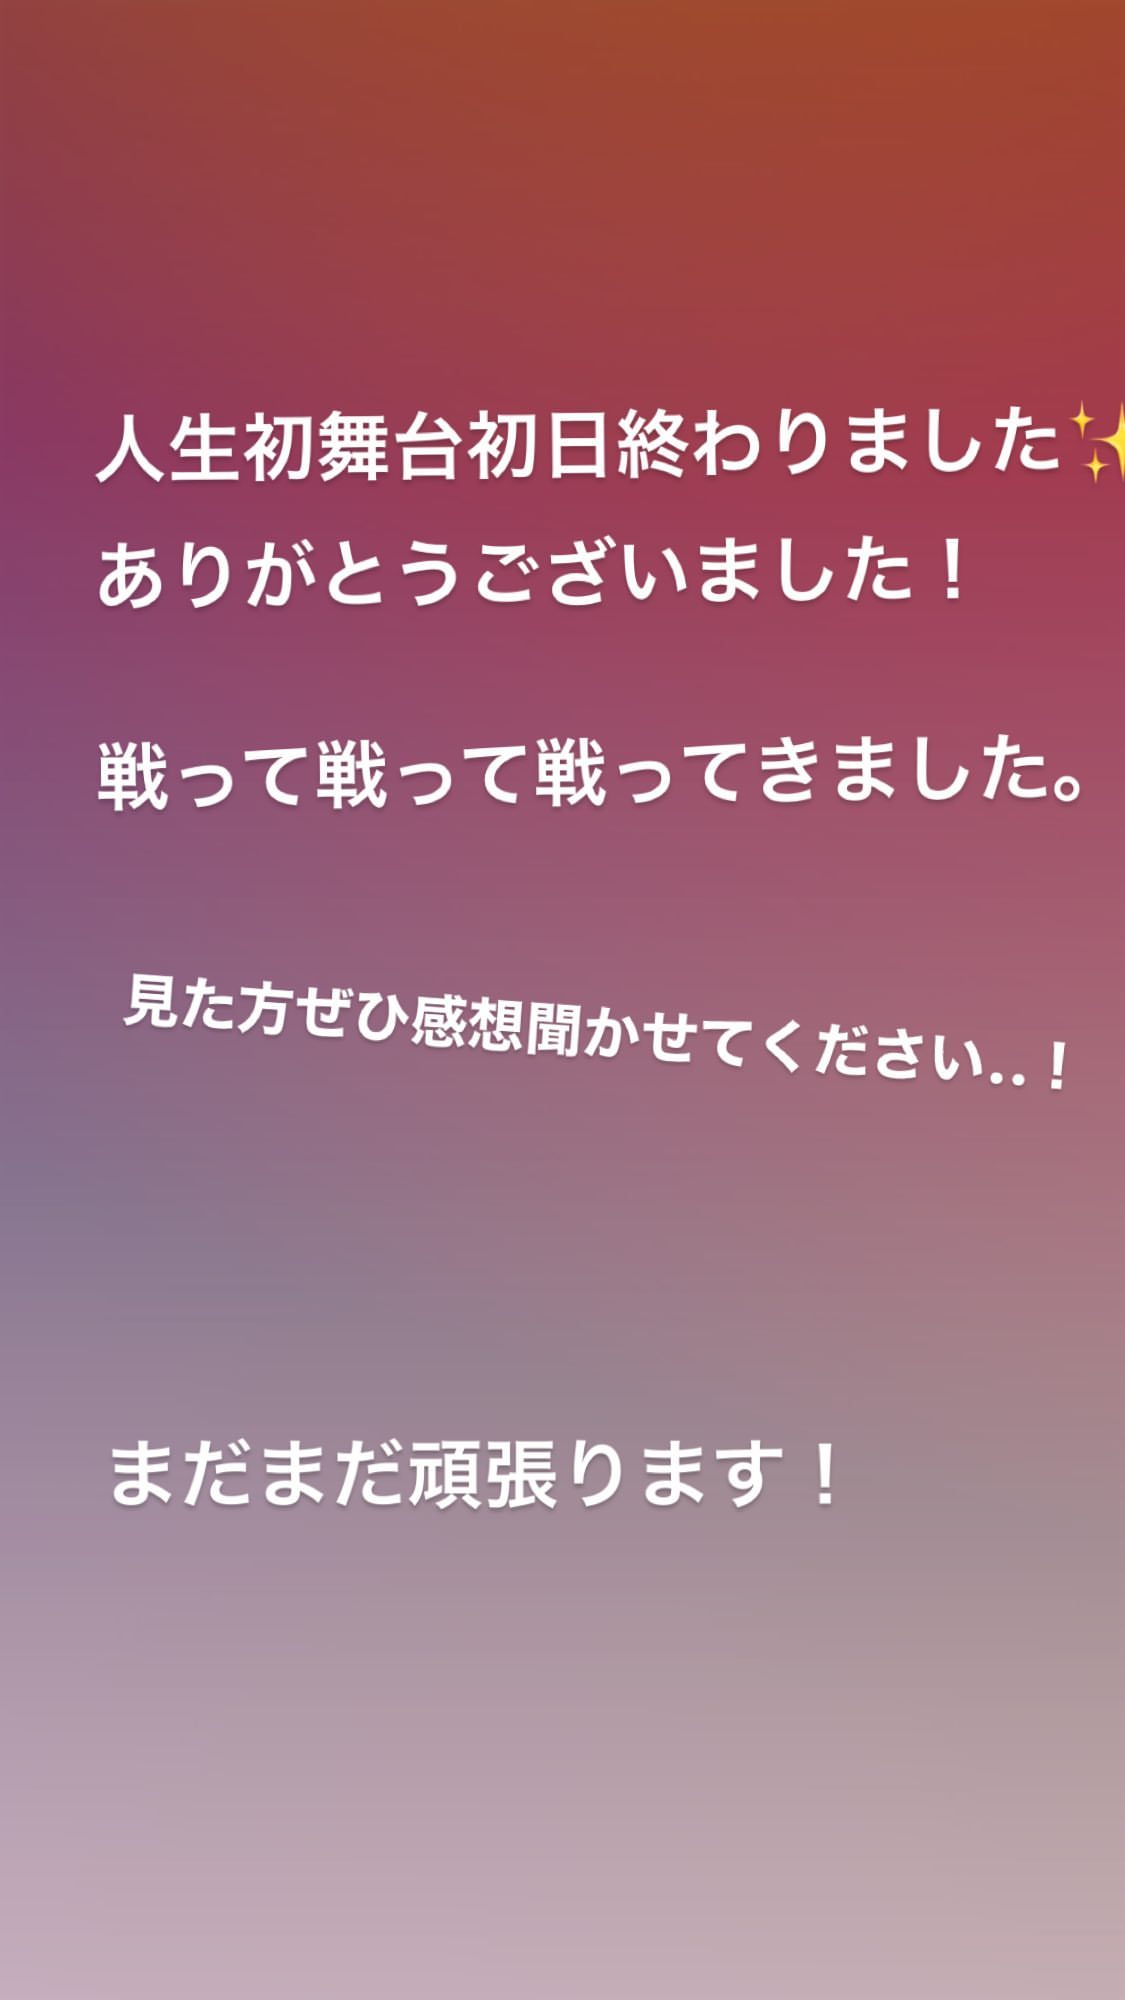 人生初舞台初日終わりました✨
ありがとうございました！
戦って戦って戦ってきました。
見た方ぜひ感想聞かせてください..！
まだまだ頑張ります！